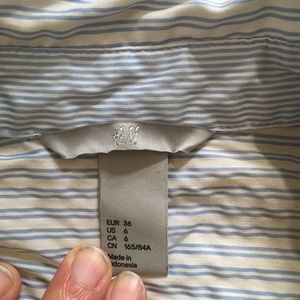 H&M
EUR 36
US 6
CA 6
CN 165/84A
Made in
Indonesia